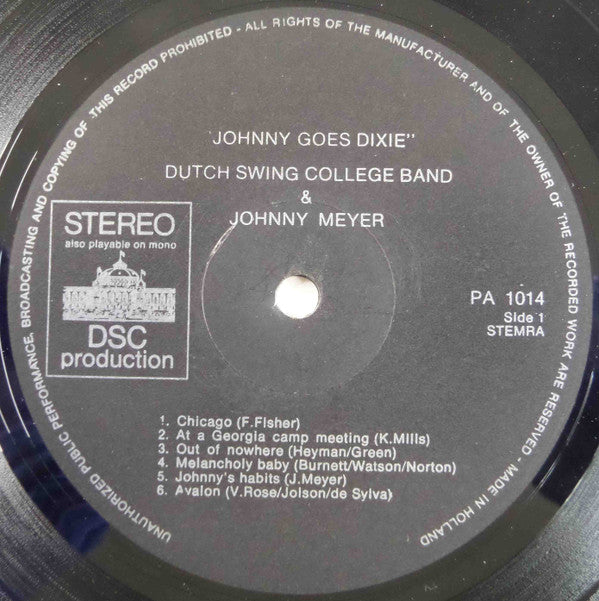 UNAUTHORIZED PUBLIC PERFORMANCE, BROADCASTING AND COPYING OF THIS RECORD PROHIBITED - ALL RIGHTS OF THE MANUFACTURER AND OF THE OWNER OF THE RECORDED WORK ARE RESERVED - MADE IN HOLLAND
'JOHNNY GOES DIXIE''
DUTCH SWING COLLEGE BAND
&
JOHNNY MEYER
STEREO
also playable on mono
DSC
production
PA 1014
Side 1
STEMRA
1. Chicago (F.Fisher)
2. At a Georgia camp meeting (K.Mills)
3. Out of nowhere (Heyman/Green)
4. Melancholy baby (Burnett/Watson/Norton)
5. Johnny's habits (J.Meyer)
6. Avalon (V.Rose/Jolson/de Sylva)